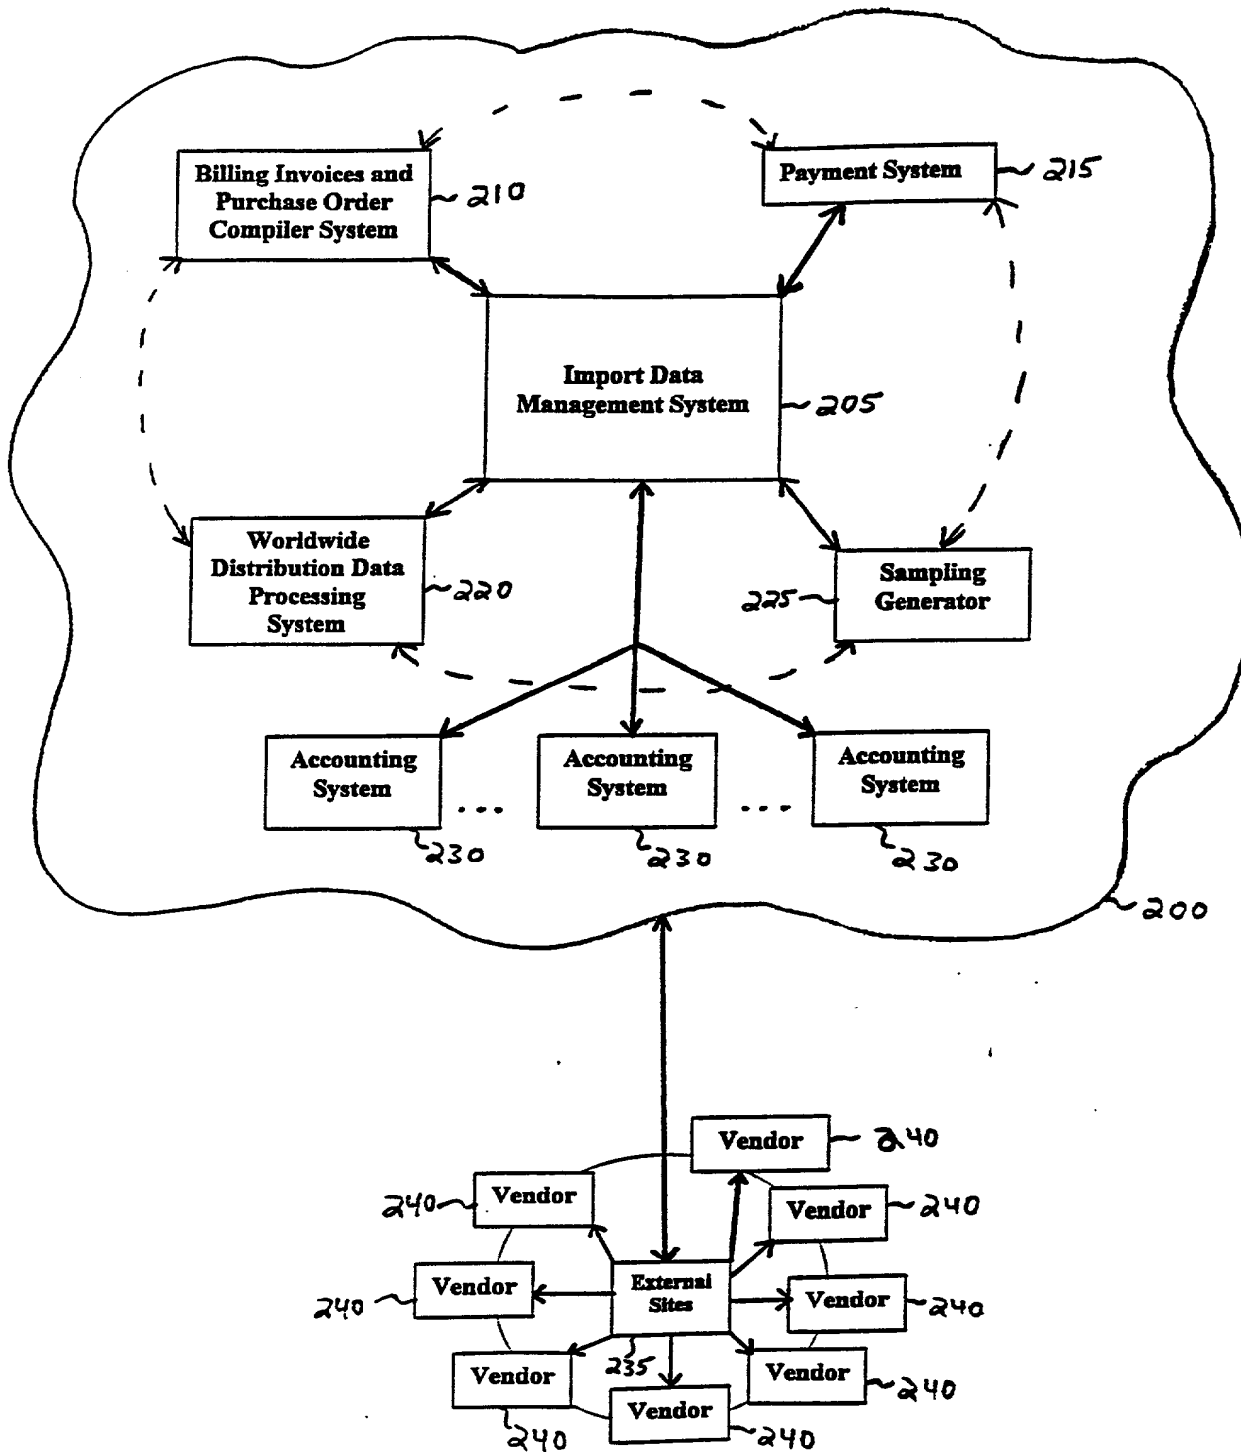 Billing Invoices and
Purchase Order
Compiler System
210
Payment System
215
Import Data
Management System
205
Worldwide
Distribution Data
Processing
System
220
Sampling
Generator
225
Accounting
System
...
230
Accounting
System
...
230
Accounting
System
230
200
Vendor
240
Vendor
240
Vendor
240
Vendor
240
External
Sites
235
Vendor
240
Vendor
240
Vendor
240
Vendor
240